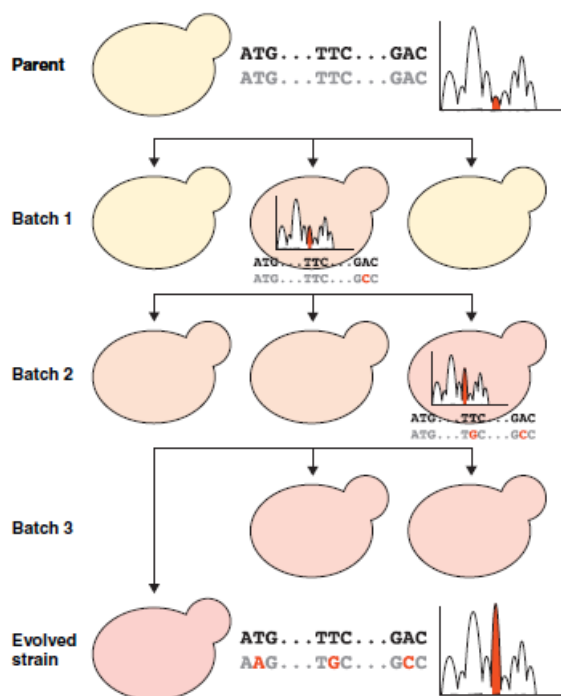 Parent
ATG...TTC...GAC
ATG...TTC...GAC
Batch 1
ATG...TTC...GAC
ATG...TTC...GCC
Batch 2
ATG...TTC...GAC
ATG...TGC...GCC
Batch 3
Evolved
strain
ATG...TTC...GAC
AAG...TGC...GCC